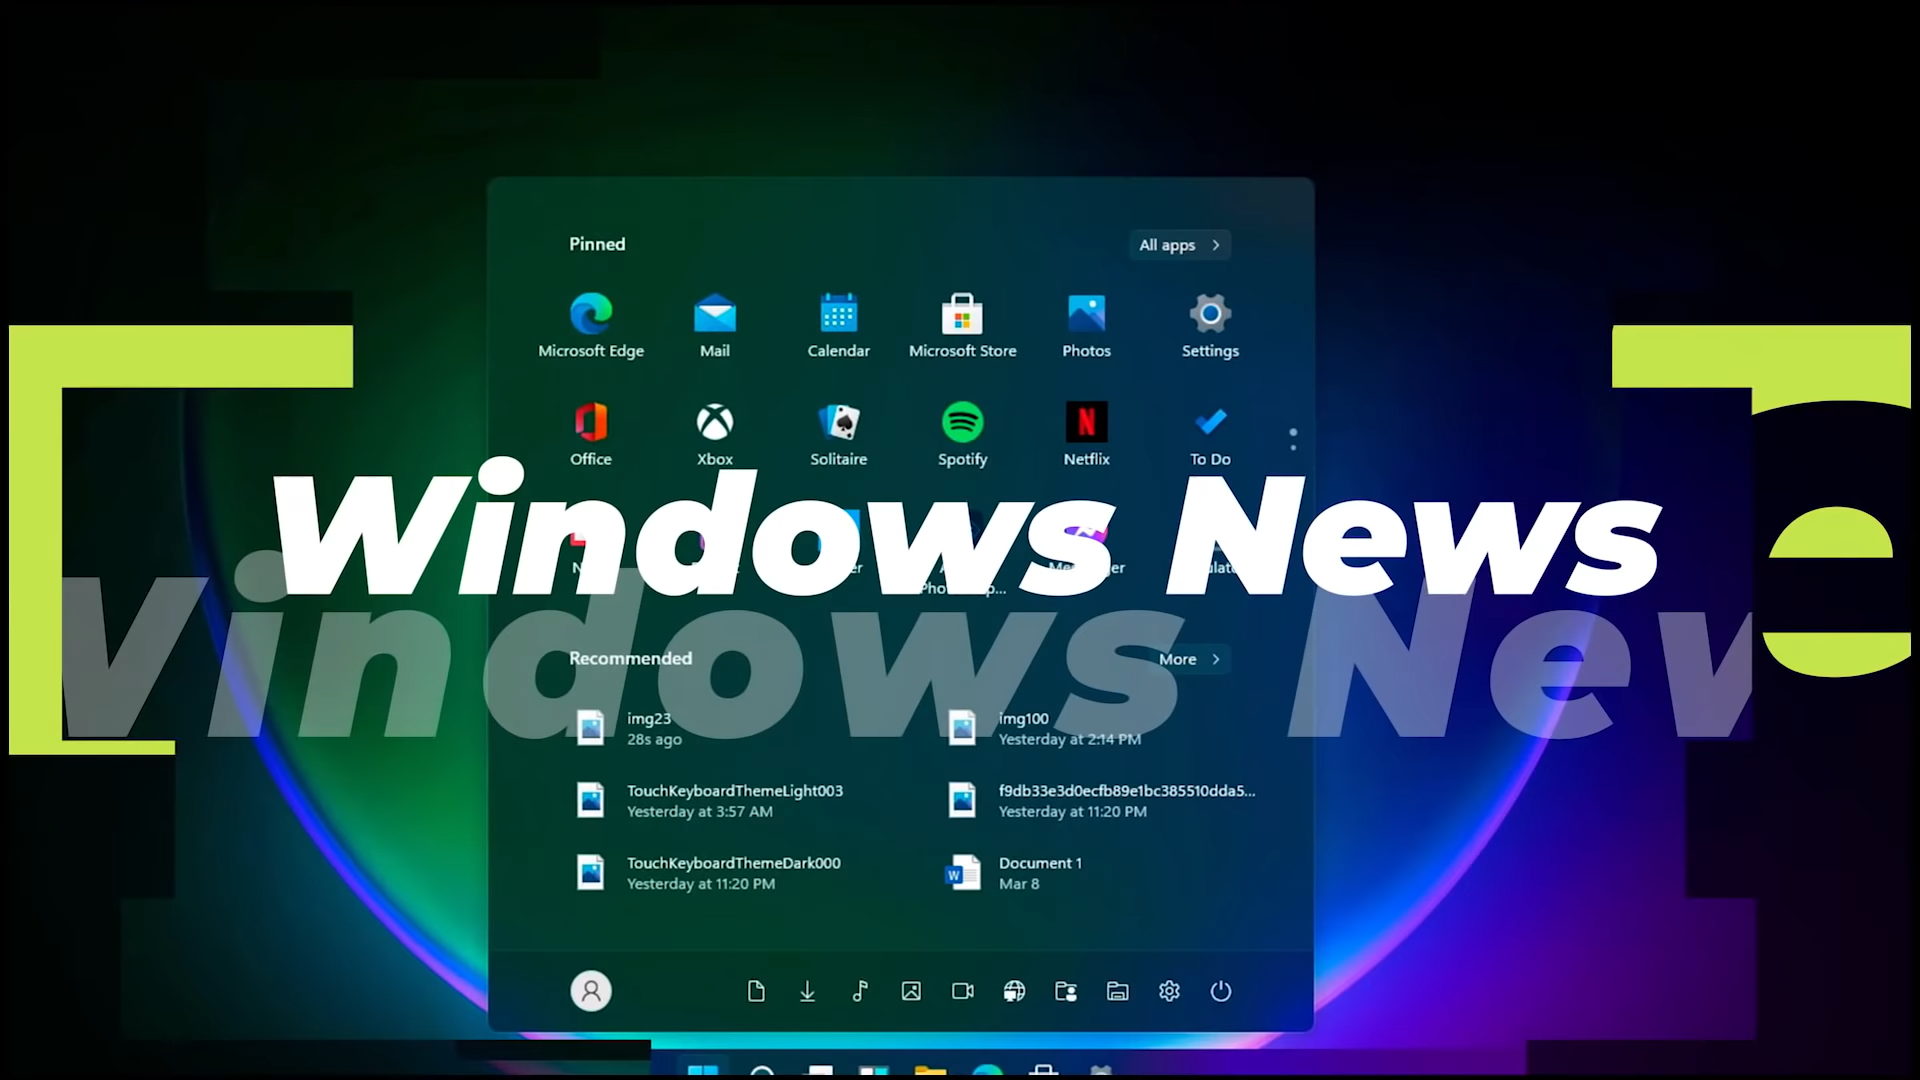 Pinned
All apps
Microsoft Edge
Mail
Calendar
Microsoft Store
Photos
Settings
Office
Xbox
Solitaire
Spotify
Netflix
To Do
Windows News
Windows New
e
Recommended
More
img23
28s ago
img100
Yesterday at 2:14 PM
TouchKeyboardThemeLight003
Yesterday at 3:57 AM
f9db33e3d0ecfb89e1bc385510dda5...
Yesterday at 11:20 PM
TouchKeyboardThemeDark000
Yesterday at 11:20 PM
Document 1
Mar 8